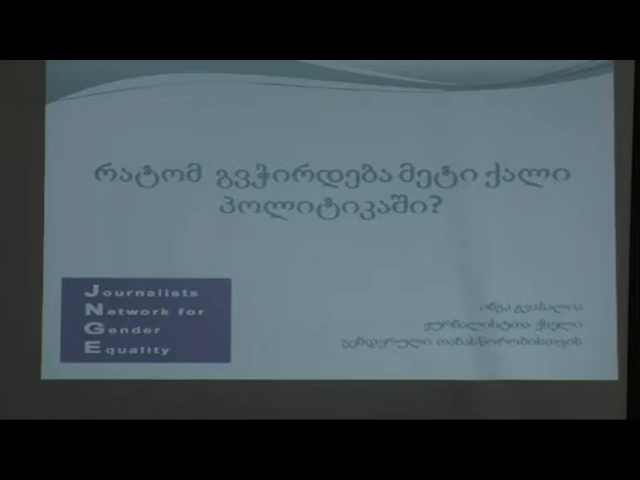 რატომ გვჭირდება მეტი ქალი
პოლიტიკაში?
Journalists
Network for
Gender
Equality
ჟურნალისტთა ქსელი
გენდერული თანასწორობისთვის